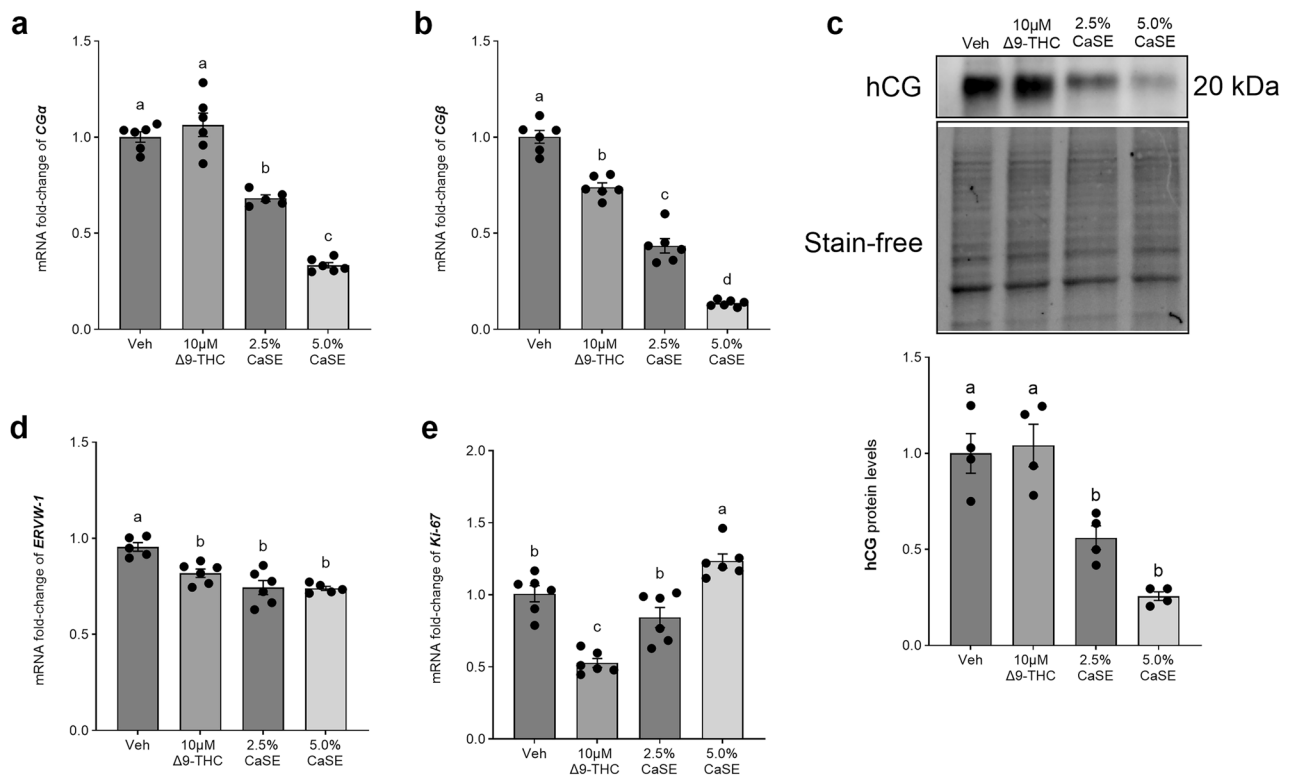 a
mRNA fold-change of CGα
1.5
1.0
0.5
0.0
a
a
b
c
Veh
10µM
Δ9-THC
2.5%
CaSE
5.0%
CaSE
b
mRNA fold-change of CGβ
1.5
1.0
0.5
0.0
a
b
c
d
Veh
10µM
Δ9-THC
2.5%
CaSE
5.0%
CaSE
c
Veh
10µM
Δ9-THC
2.5%
CaSE
5.0%
CaSE
hCG
20 kDa
Stain-free
hCG protein levels
1.5
1.0
0.5
0.0
a
a
b
b
Veh
10µM
Δ9-THC
2.5%
CaSE
5.0%
CaSE
d
mRNA fold-change of ERVW-1
1.5
1.0
0.5
0.0
a
b
b
b
Veh
10µM
Δ9-THC
2.5%
CaSE
5.0%
CaSE
e
mRNA fold-change of Ki-67
2.0
1.5
1.0
0.5
0.0
b
c
b
a
Veh
10µM
Δ9-THC
2.5%
CaSE
5.0%
CaSE